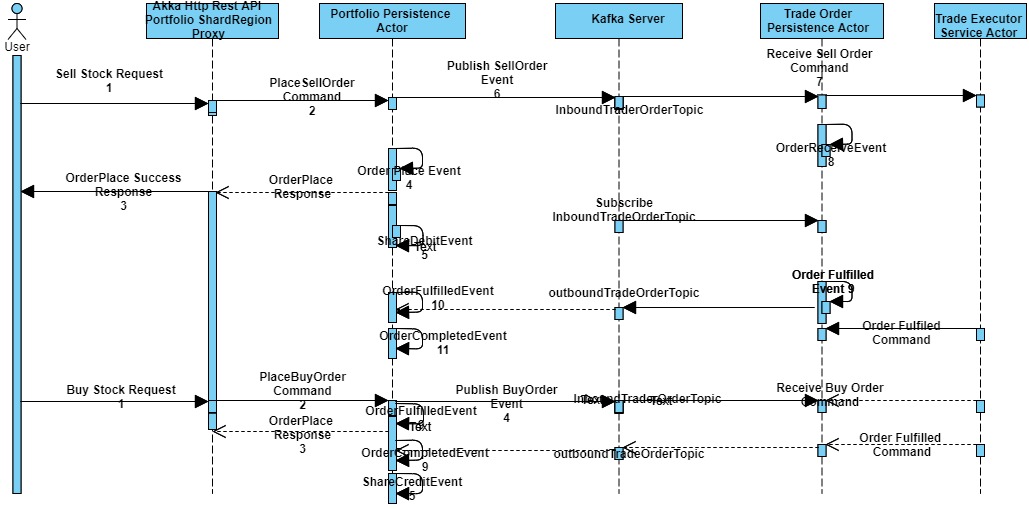 Akka Http Rest API
Portfolio ShardRegion
Proxy
Portfolio Persistence
Actor
Kafka Server
Trade Order
Persistence Actor
Trade Executor
Service Actor
User
Sell Stock Request
1
PlaceSellOrder
Command
2
Publish SellOrder
Event
6
InboundTraderOrderTopic
Receive Sell Order
Command
7
OrderReceiveEvent
8
Order Place Event
4
OrderPlace Success
Response
3
OrderPlace
Response
Subscribe
InboundTradeOrderTopic
ShareDebitEvent
Text
5
Order Fulfilled
Event 9
OrderFulfilledEvent
10
outboundTradeOrderTopic
Order Fulfiled
Command
OrderCompletedEvent
11
Buy Stock Request
1
PlaceBuyOrder
Command
2
Publish BuyOrder
Event
4
InboundTraderOrderTopic
Text
Text
Receive Buy Order
Command
OrderFulfilledEvent
Text
OrderPlace
Response
3
Order Fulfilled
Command
OrderCompletedEvent
9
outboundTradeOrderTopic
ShareCreditEvent
5